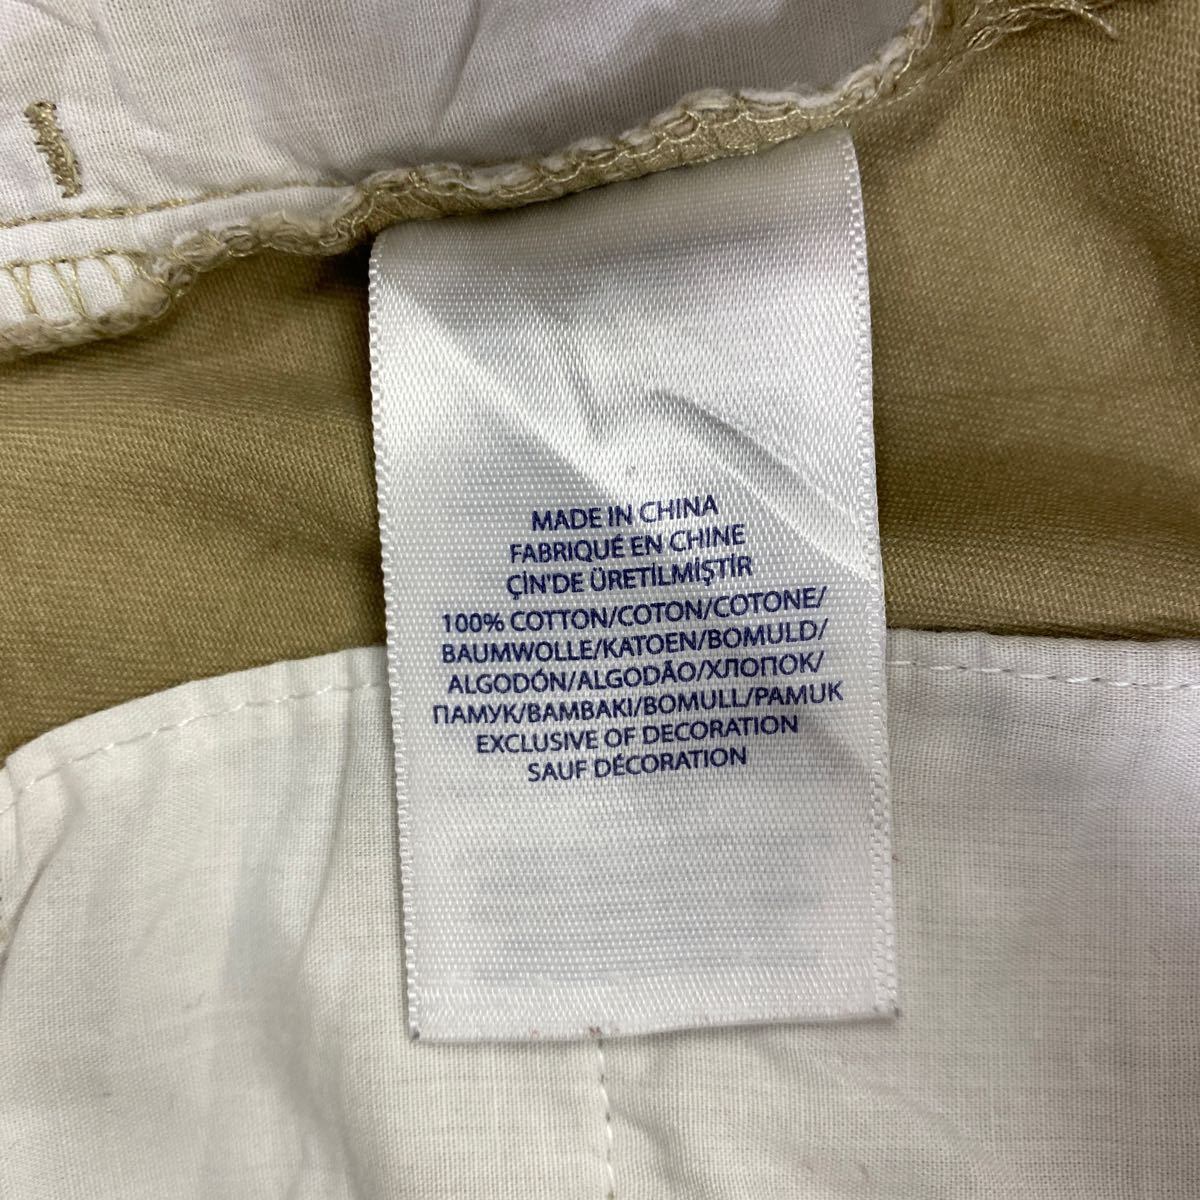 MADE IN CHINA
FABRIQUÉ EN CHINE
ÇİN'DE ÜRETİLMİŞTİR
100% COTTON/COTON/COTONE/
BAUMWOLLE/KATOEN/BOMULD/
ALGODÓN/ALGODÃO/ХЛОПОК/
ПАМУК/BAMBAKI/BOMULL/PAMUK
EXCLUSIVE OF DECORATION
SAUF DÉCORATION